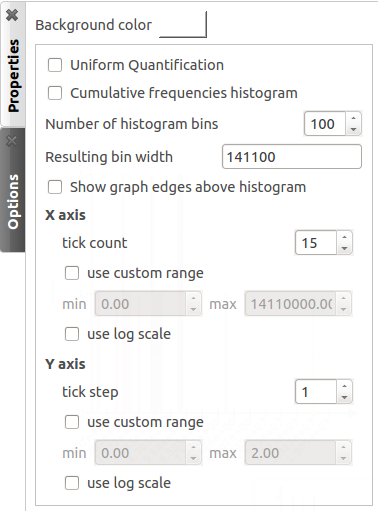 Properties
Options
Background color
Uniform Quantification
Cumulative frequencies histogram
Number of histogram bins 100
Resulting bin width 141100
Show graph edges above histogram
X axis
tick count 15
use custom range
min 0.00 max 14110000.0
use log scale
Y axis
tick step 1
use custom range
min 0.00 max 2.00
use log scale